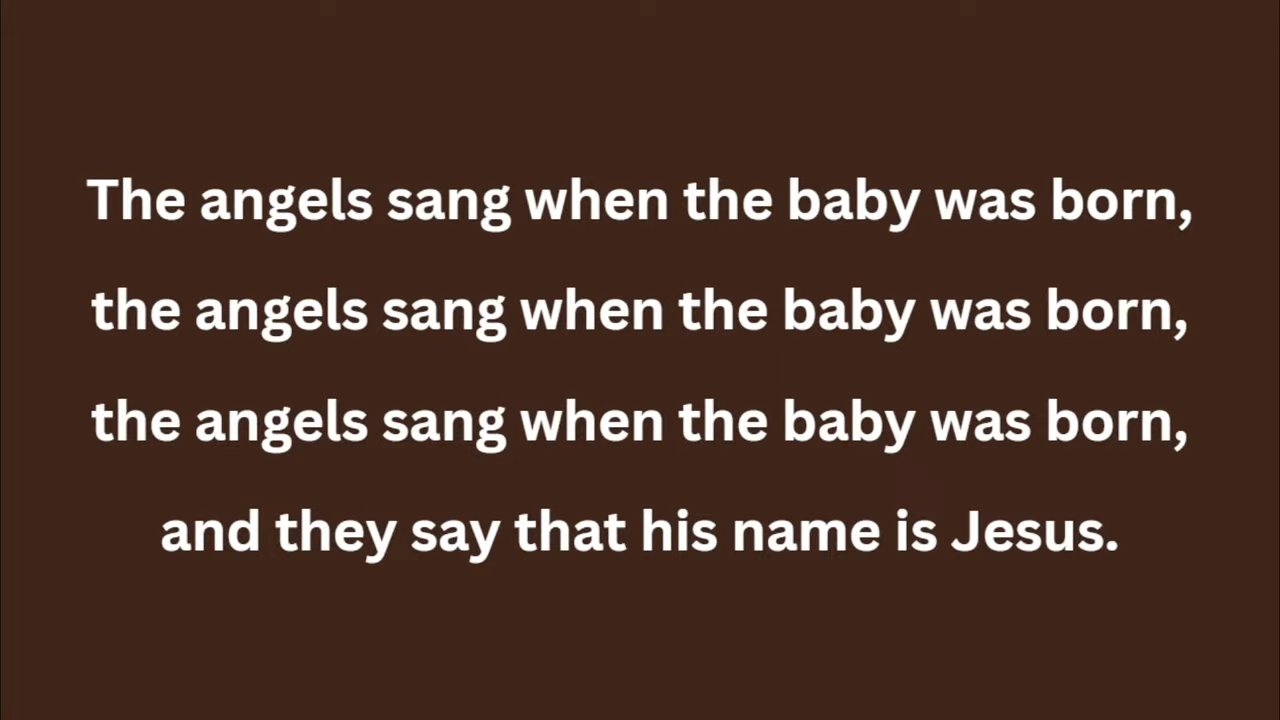 The angels sang when the baby was born,
the angels sang when the baby was born,
the angels sang when the baby was born,
and they say that his name is Jesus.